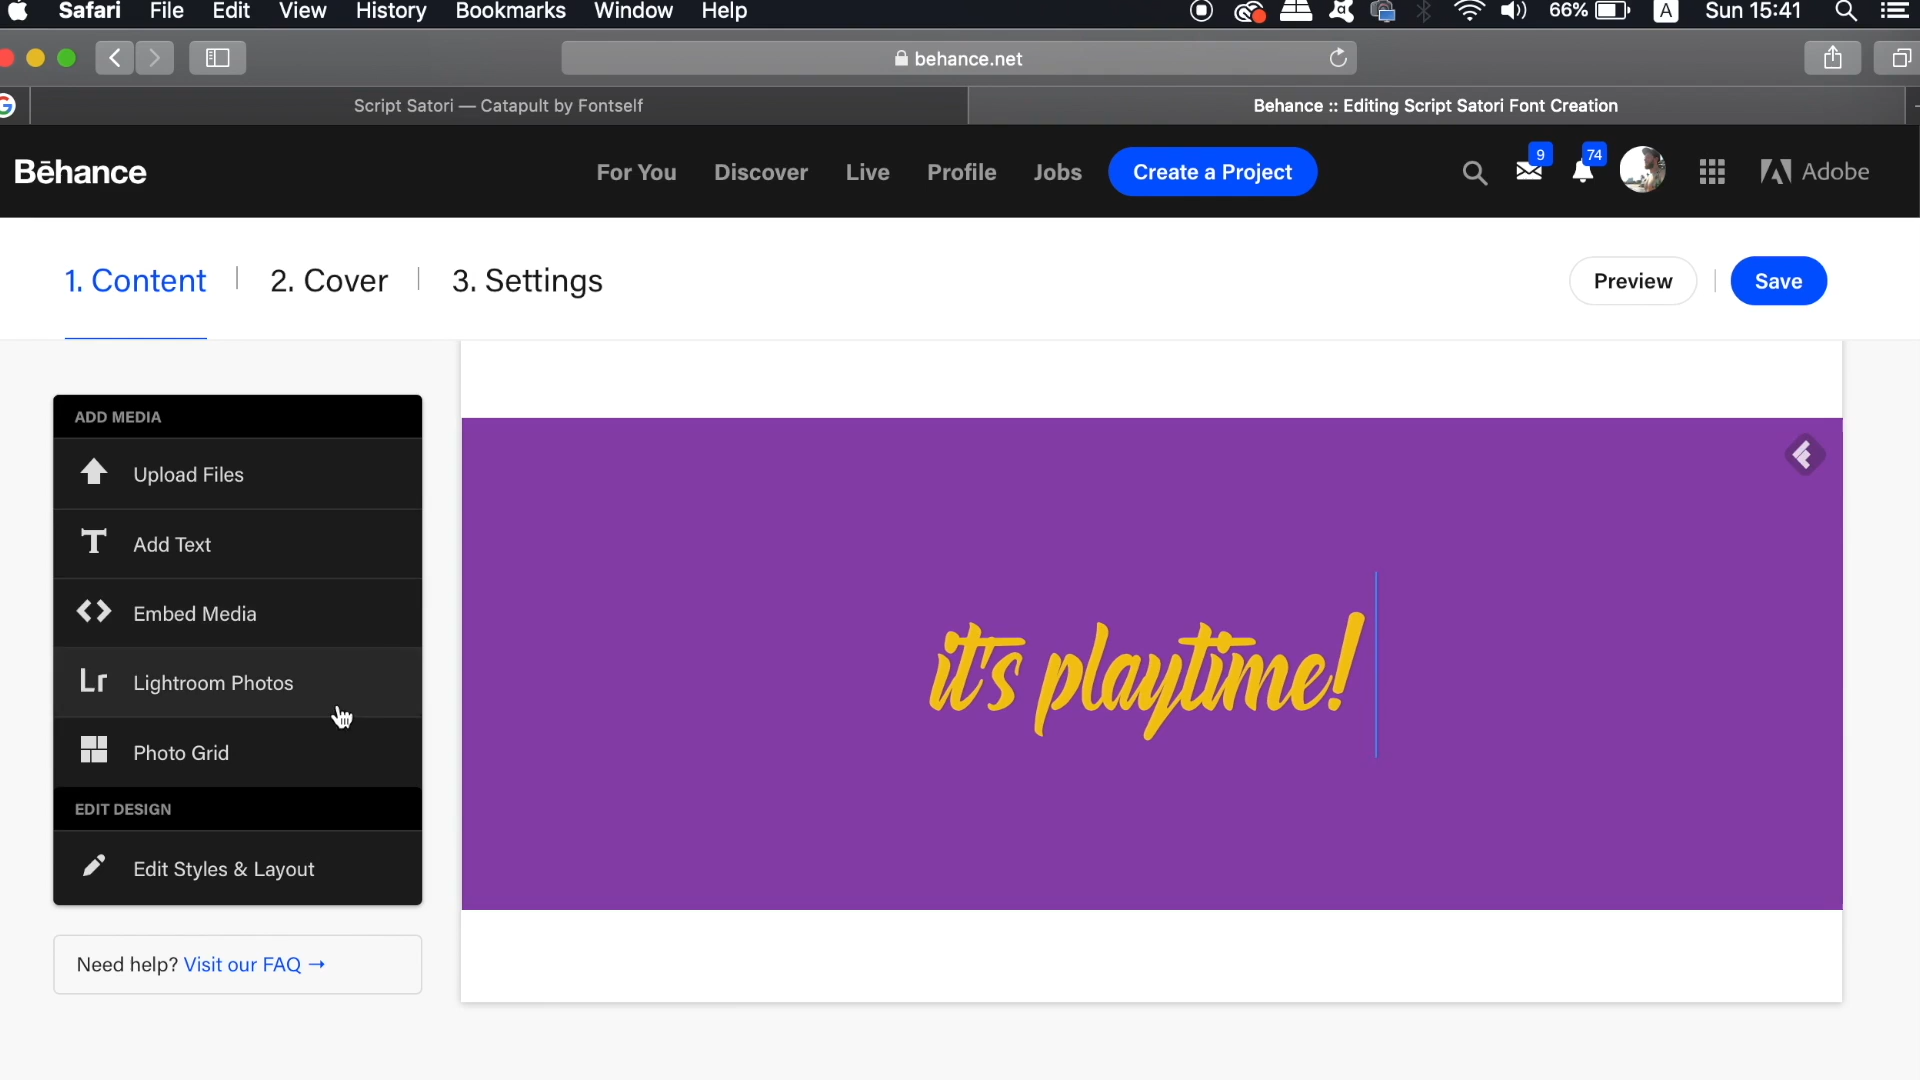 Safari File Edit View History Bookmarks Window Help 66% A Sun 15:41
behance.net
Script Satori — Catapult by Fontself Behance :: Editing Script Satori Font Creation
Bēhance For You Discover Live Profile Jobs Create a Project 9 74 Adobe
1. Content 2. Cover 3. Settings Preview Save
ADD MEDIA
Upload Files
Add Text
Embed Media
Lr Lightroom Photos
Photo Grid
EDIT DESIGN
Edit Styles & Layout
Need help? Visit our FAQ →
it's playtime!